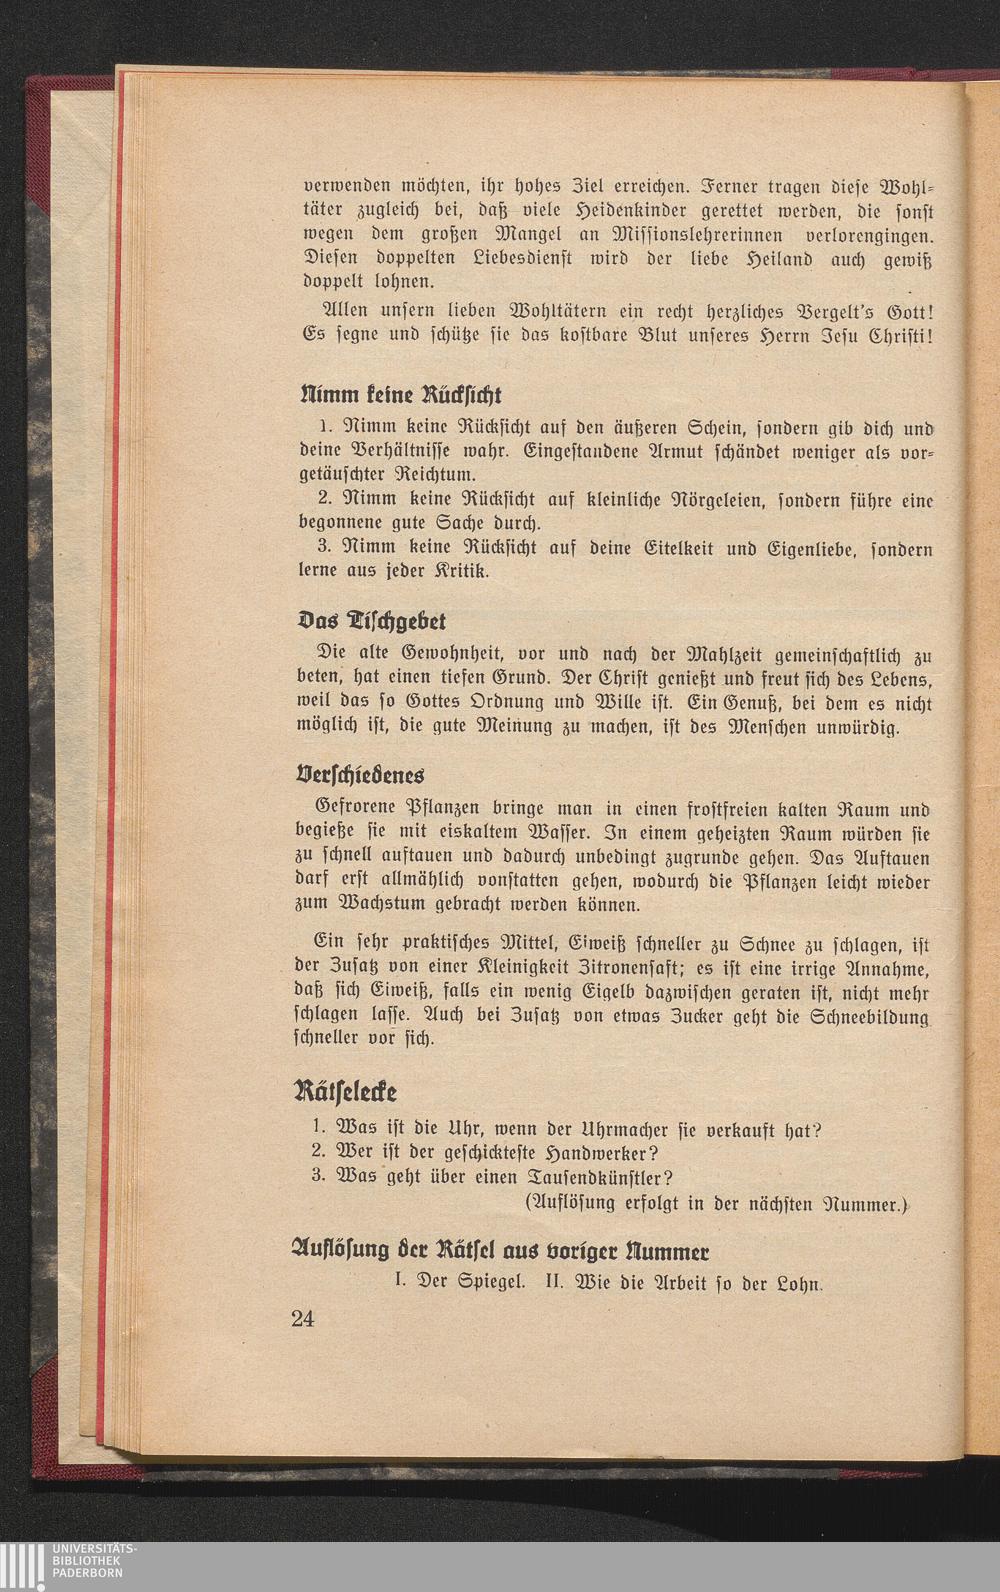 verwenden möchten, ihr hohes Ziel erreichen. Ferner tragen diese Wohl-
täter zugleich bei, daß viele Heidenkinder gerettet werden, die sonst
wegen dem großen Mangel an Missionslehrerinnen verlorengingen.
Diesen doppelten Liebesdienst wird der liebe Heiland auch gewiß
doppelt lohnen.
Allen unsern lieben Wohltätern ein recht herzliches Vergelt's Gott!
Es segne und schütze sie das kostbare Blut unseres Herrn Jesu Christi!
Nimm keine Rücksicht
1. Nimm keine Rücksicht auf den äußeren Schein, sondern gib dich und
deine Verhältnisse wahr. Eingestandene Armut schändet weniger als vor-
getäuschter Reichtum.
2. Nimm keine Rücksicht auf kleinliche Nörgeleien, sondern führe eine
begonnene gute Sache durch.
3. Nimm keine Rücksicht auf deine Eitelkeit und Eigenliebe, sondern
lerne aus jeder Kritik.
Das Tischgebet
Die alte Gewohnheit, vor und nach der Mahlzeit gemeinschaftlich zu
beten, hat einen tiefen Grund. Der Christ genießt und freut sich des Lebens,
weil das so Gottes Ordnung und Wille ist. Ein Genuß, bei dem es nicht
möglich ist, die gute Meinung zu machen, ist des Menschen unwürdig.
Verschiedenes
Gefrorene Pflanzen bringe man in einen frostfreien kalten Raum und
begieße sie mit eiskaltem Wasser. In einem geheizten Raum würden sie
zu schnell auftauen und dadurch unbedingt zugrunde gehen. Das Auftauen
darf erst allmählich vonstatten gehen, wodurch die Pflanzen leicht wieder
zum Wachstum gebracht werden können.
Ein sehr praktisches Mittel, Eiweiß schneller zu Schnee zu schlagen, ist
der Zusatz von einer Kleinigkeit Zitronensaft; es ist eine irrige Annahme,
daß sich Eiweiß, falls ein wenig Eigelb dazwischen geraten ist, nicht mehr
schlagen lasse. Auch bei Zusatz von etwas Zucker geht die Schneebildung
schneller vor sich.
Rätselecke
1. Was ist die Uhr, wenn der Uhrmacher sie verkauft hat?
2. Wer ist der geschickteste Handwerker?
3. Was geht über einen Tausendkünstler?
(Auflösung erfolgt in der nächsten Nummer.)
Auflösung der Rätsel aus voriger Nummer
I. Der Spiegel. II. Wie die Arbeit so der Lohn.
24
UNIVERSITÄTS-
BIBLIOTHEK
PADERBORN